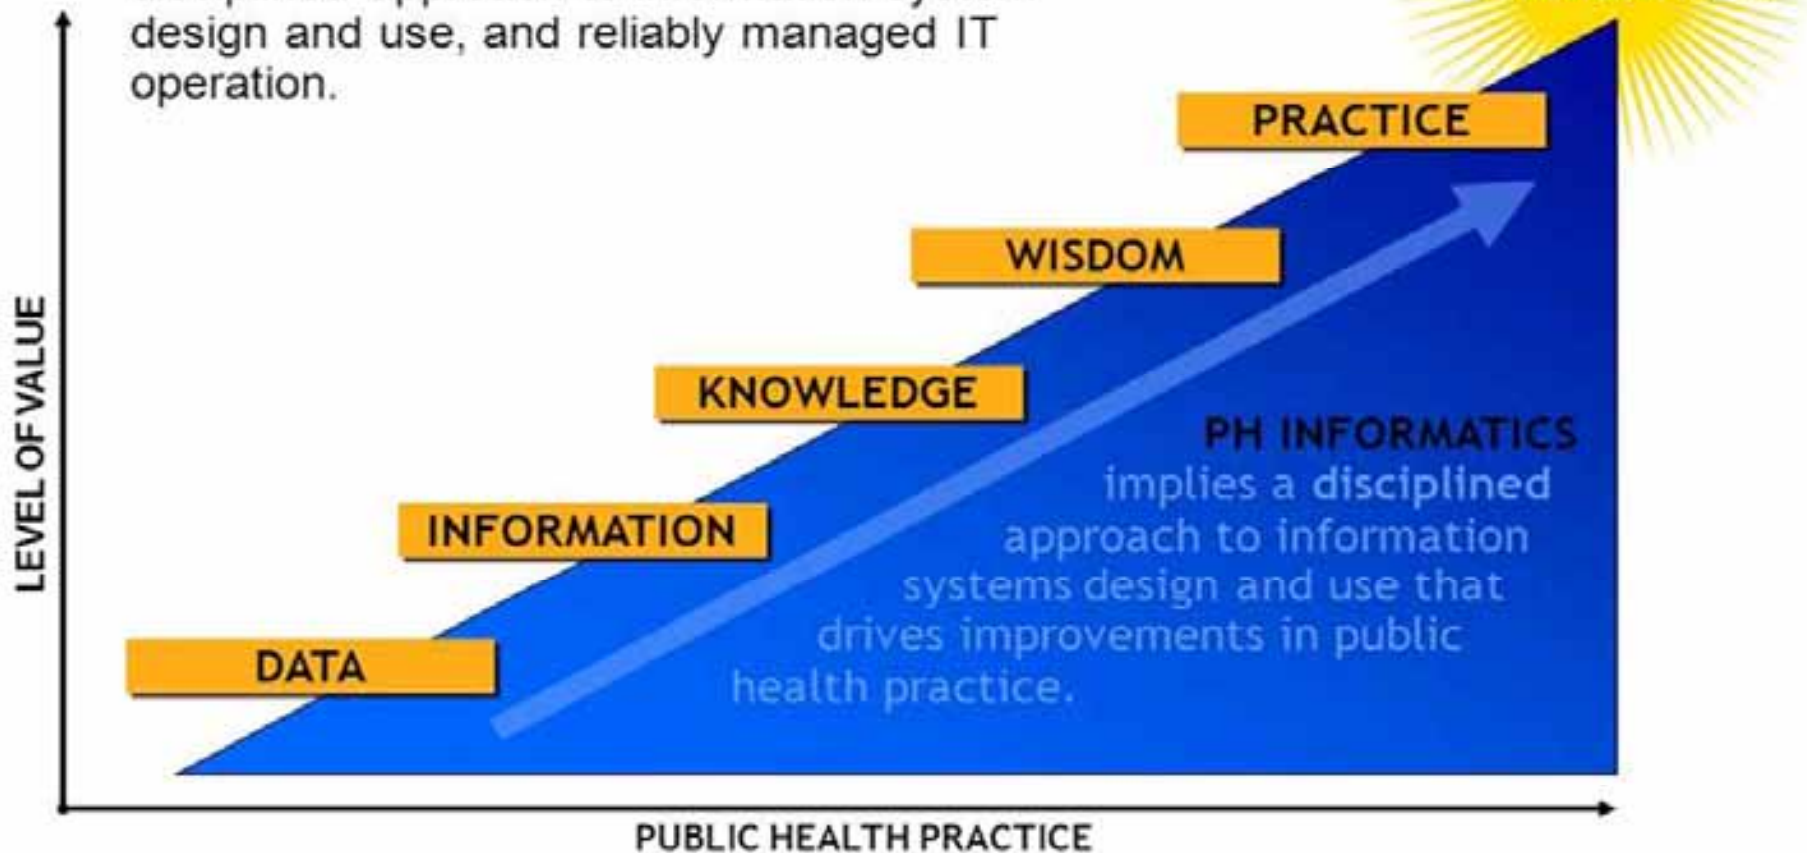 design and use, and reliably managed IT
operation.
PRACTICE
WISDOM
KNOWLEDGE
INFORMATION
DATA
PH INFORMATICS
implies a disciplined
approach to information
systems design and use that
drives improvements in public
health practice.
LEVEL OF VALUE
PUBLIC HEALTH PRACTICE